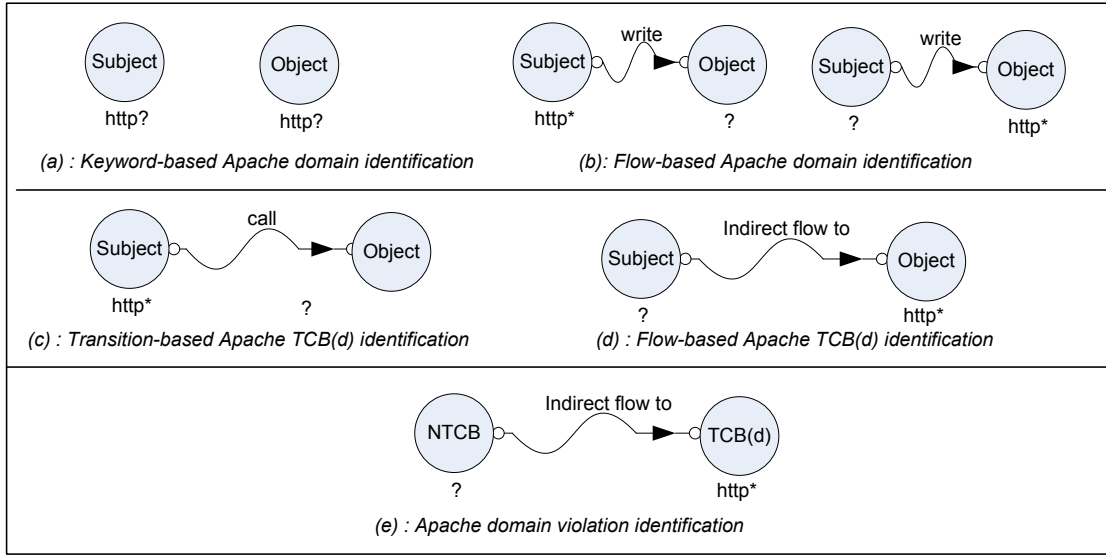 Subject
Object
http?
http?
(a) : Keyword-based Apache domain identification
write
Subject
Object
http*
?
write
Subject
Object
?
http*
(b): Flow-based Apache domain identification
call
Subject
Object
http*
?
(c) : Transition-based Apache TCB(d) identification
Indirect flow to
Subject
Object
?
http*
(d) : Flow-based Apache TCB(d) identification
Indirect flow to
NTCB
TCB(d)
?
http*
(e) : Apache domain violation identification